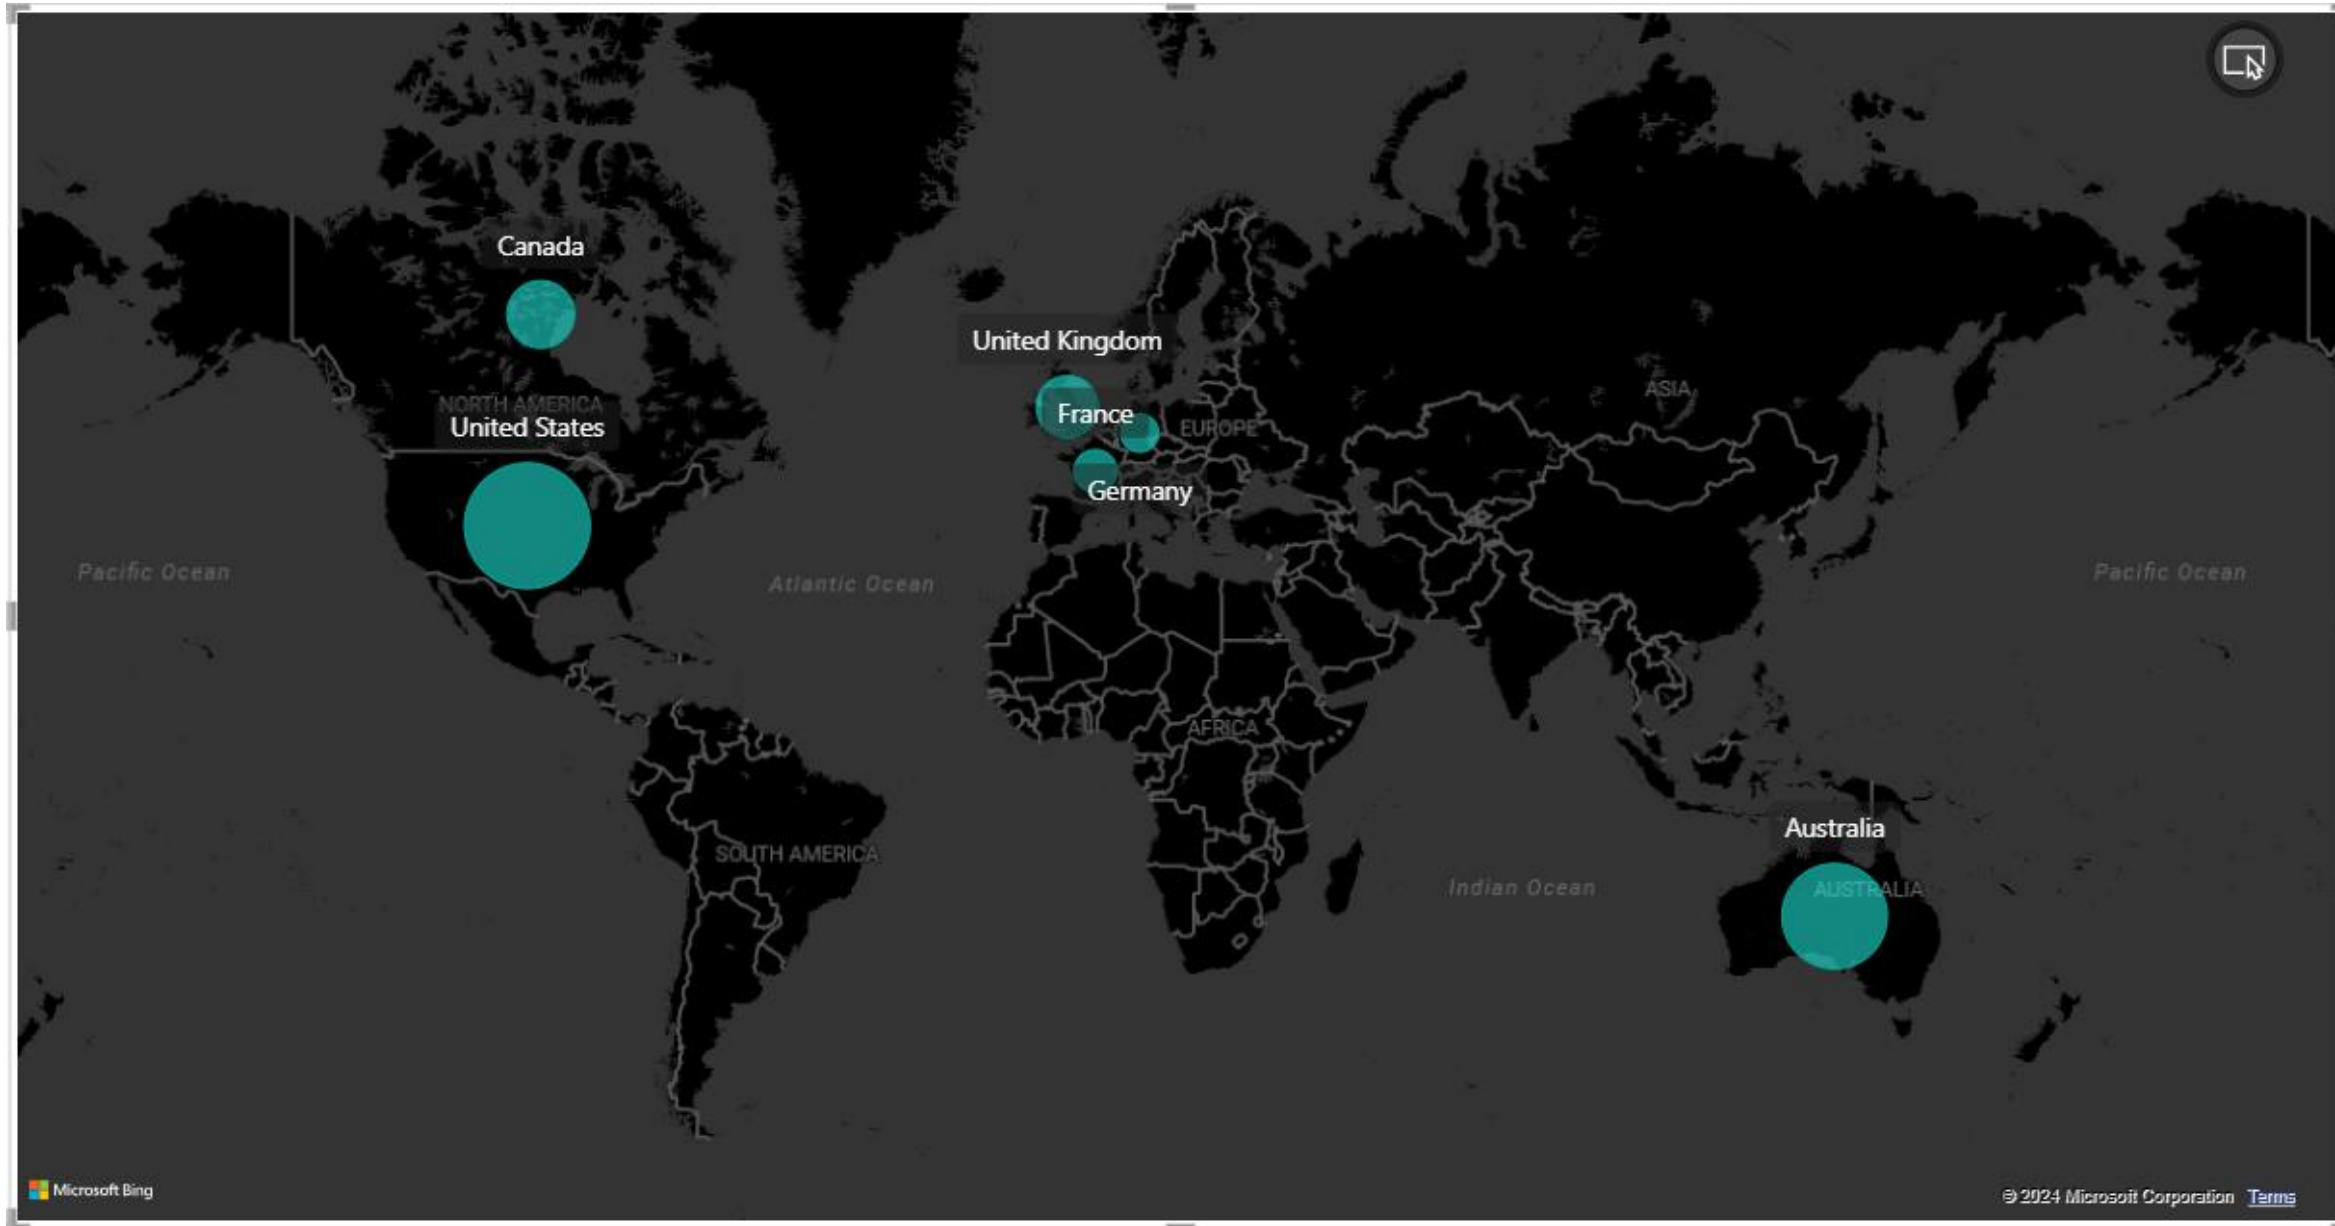 Canada
NORTH AMERICA
United States
United Kingdom
France
EUROPE
Germany
ASIA
Pacific Ocean
Atlantic Ocean
Pacific Ocean
AFRICA
SOUTH AMERICA
Indian Ocean
Australia
AUSTRALIA
Microsoft Bing
© 2024 Microsoft Corporation Terms